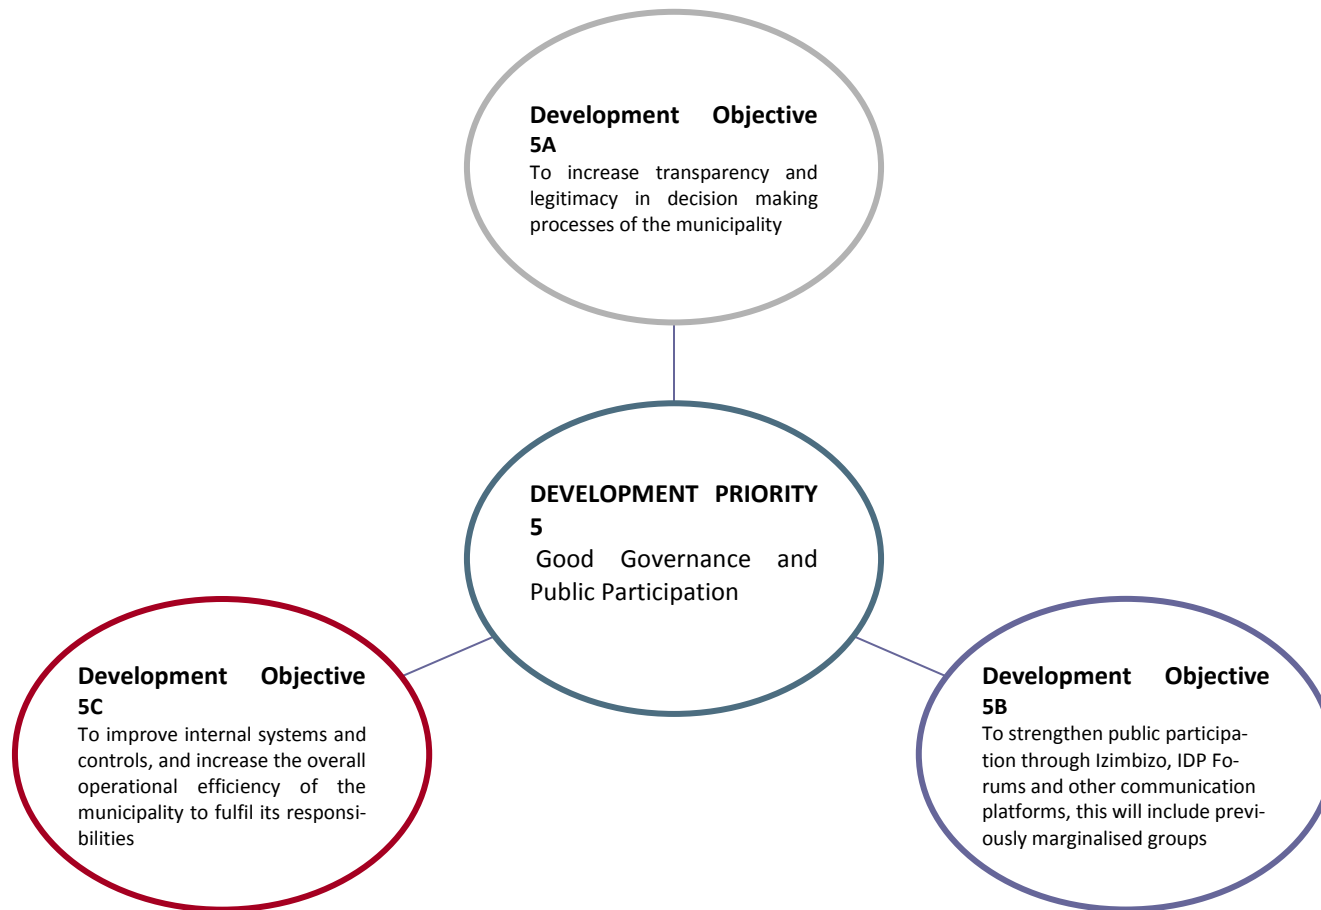 Development Objective
5A
To increase transparency and
legitimacy in decision making
processes of the municipality
DEVELOPMENT PRIORITY
5
Good Governance and
Public Participation
Development Objective
5C
To improve internal systems and
controls, and increase the overall
operational efficiency of the
municipality to fulfil its responsi-
bilities
Development Objective
5B
To strengthen public participa-
tion through Izimbizo, IDP Fo-
rums and other communication
platforms, this will include previ-
ously marginalised groups